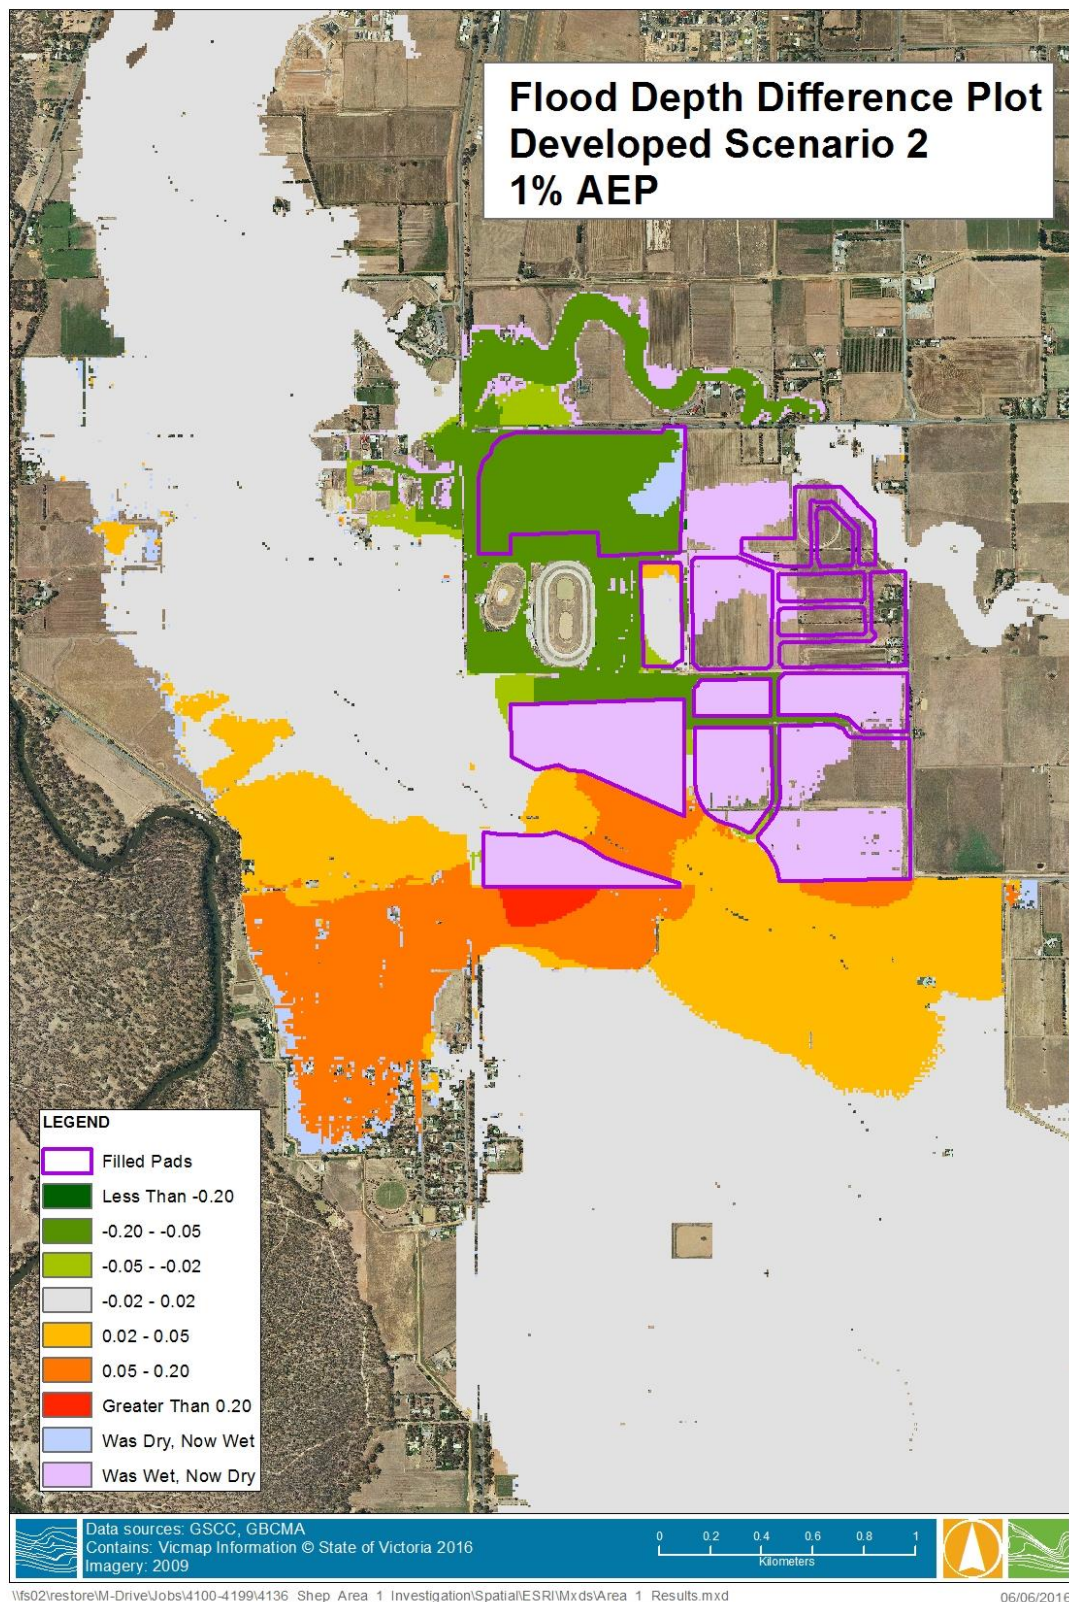 Flood Depth Difference Plot
Developed Scenario 2
1% AEP
LEGEND
Filled Pads
Less Than -0.20
-0.20 - -0.05
-0.05 - -0.02
-0.02 - 0.02
0.02 - 0.05
0.05 - 0.20
Greater Than 0.20
Was Dry, Now Wet
Was Wet, Now Dry
Data sources: GSCC, GBCMA
Contains: Vicmap Information © State of Victoria 2016
Imagery: 2009
0 0.2 0.4 0.6 0.8 1
Kilometers
\\fs02\restore\M-Drive\Jobs\4100-4199\4136_Shep_Area_1_Investigation\Spatial\ESRI\Mxds\Area_1_Results.mxd
06/06/2016